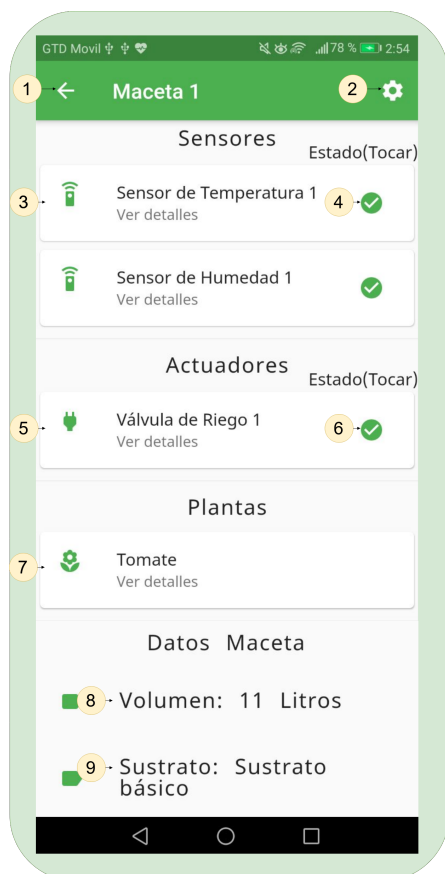 GTD Movil 78 % 2:54
1 Maceta 1 2
Sensores
Estado(Tocar)
3 Sensor de Temperatura 1 4
Ver detalles
Sensor de Humedad 1
Ver detalles
Actuadores
Estado(Tocar)
5 Válvula de Riego 1 6
Ver detalles
Plantas
7 Tomate
Ver detalles
Datos Maceta
8 Volumen: 11 Litros
9 Sustrato: Sustrato
básico